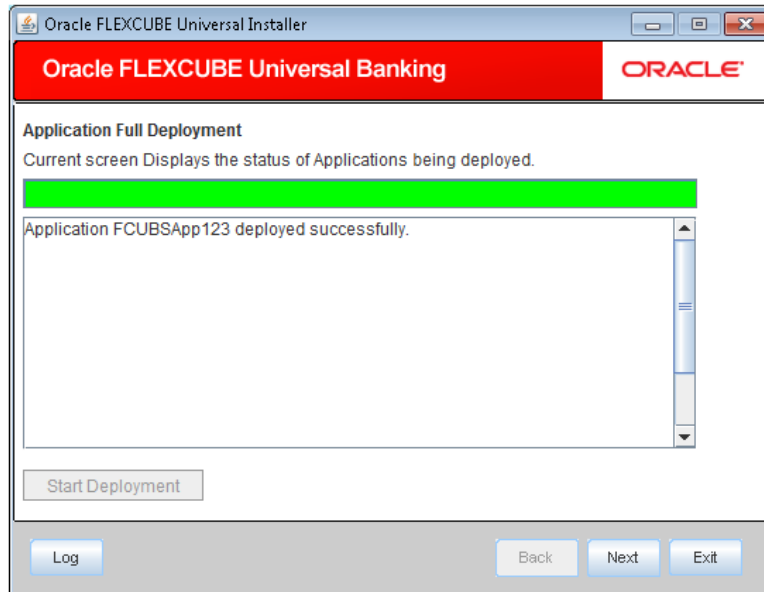 Oracle FLEXCUBE Universal Installer
Oracle FLEXCUBE Universal Banking
ORACLE
Application Full Deployment
Current screen Displays the status of Applications being deployed.
Application FCUBSApp123 deployed successfully.
Start Deployment
Log Back Next Exit